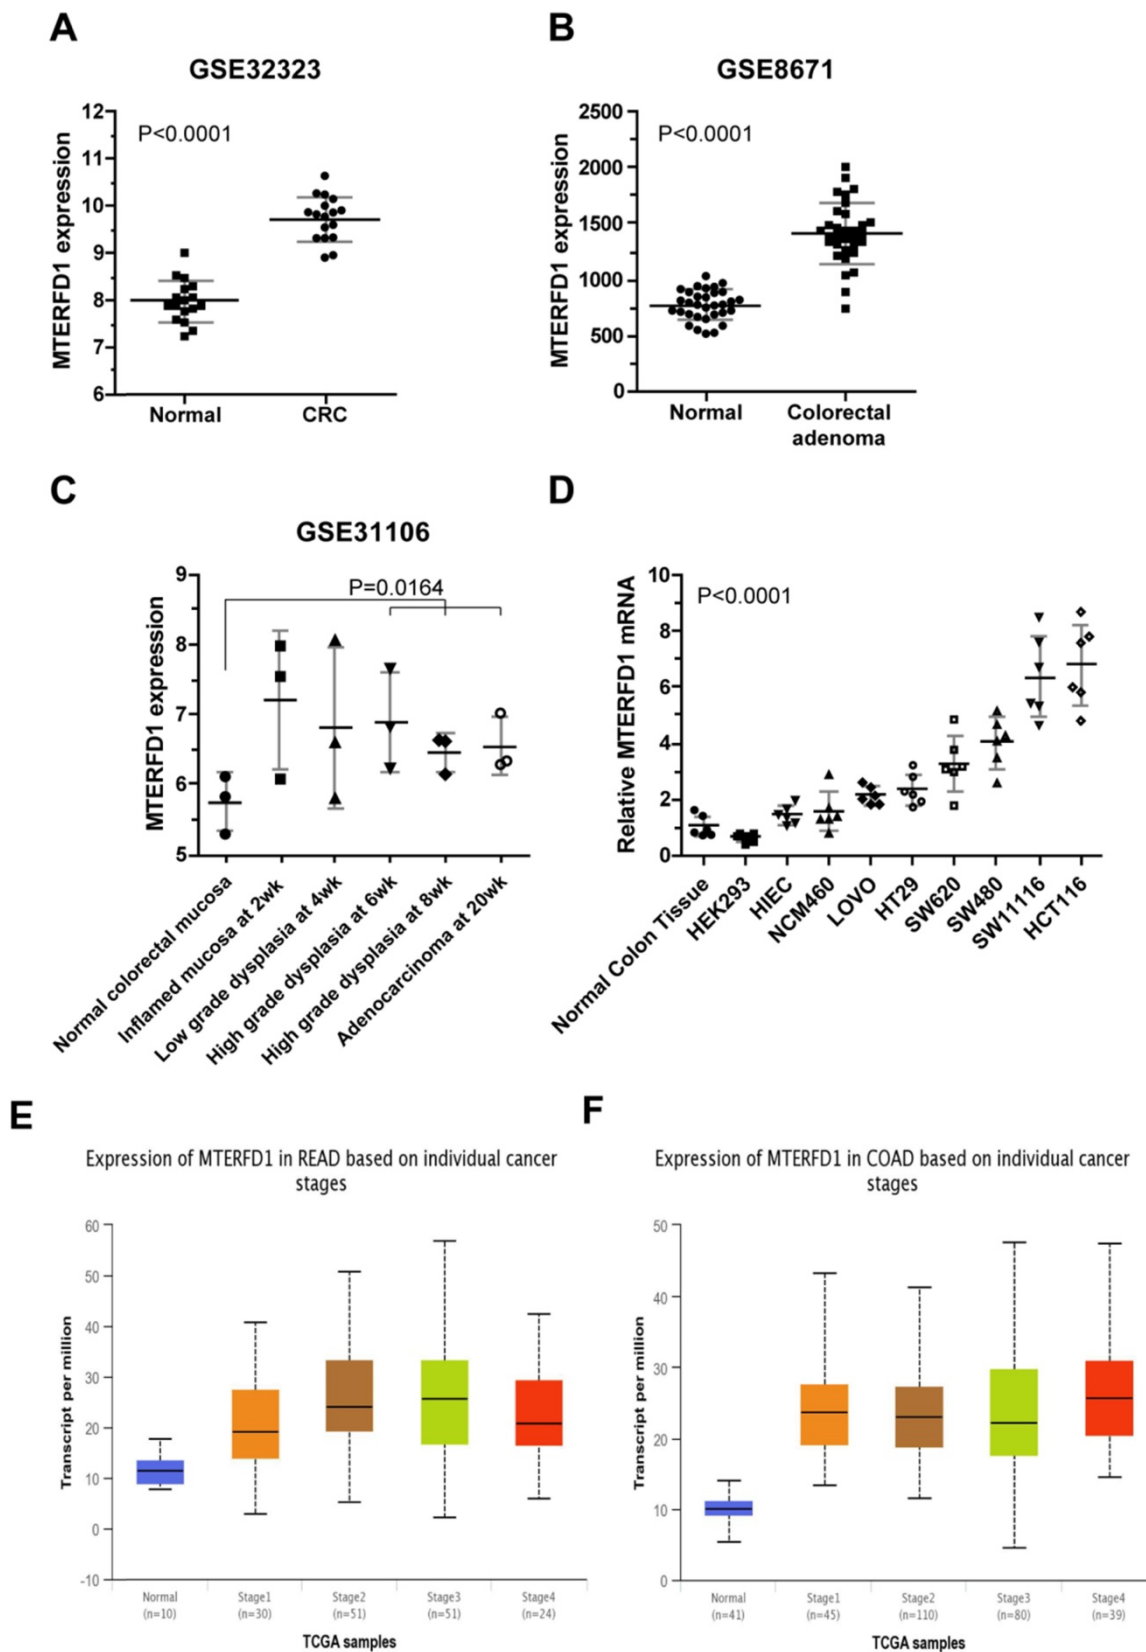 A
GSE32323
MTERFD1 expression
12
11
10
9
8
7
6
P<0.0001
Normal
CRC
B
GSE8671
MTERFD1 expression
2500
2000
1500
1000
500
0
P<0.0001
Normal
Colorectal
adenoma
C
GSE31106
MTERFD1 expression
9
8
7
6
5
P=0.0164
Normal colorectal mucosa
Inflamed mucosa at 2wk
Low grade dysplasia at 4wk
High grade dysplasia at 6wk
High grade dysplasia at 8wk
Adenocarcinoma at 20wk
D
Relative MTERFD1 mRNA
10
8
6
4
2
0
P<0.0001
Normal Colon Tissue
HEK293
HIEC
NCM460
LOVO
HT29
SW620
SW480
SW11116
HCT116
E
Expression of MTERFD1 in READ based on individual cancer
stages
Transcript per million
60
50
40
30
20
10
0
-10
Normal
(n=10)
Stage1
(n=30)
Stage2
(n=51)
Stage3
(n=51)
Stage4
(n=24)
TCGA samples
F
Expression of MTERFD1 in COAD based on individual cancer
stages
Transcript per million
50
40
30
20
10
0
Normal
(n=41)
Stage1
(n=45)
Stage2
(n=110)
Stage3
(n=80)
Stage4
(n=39)
TCGA samples